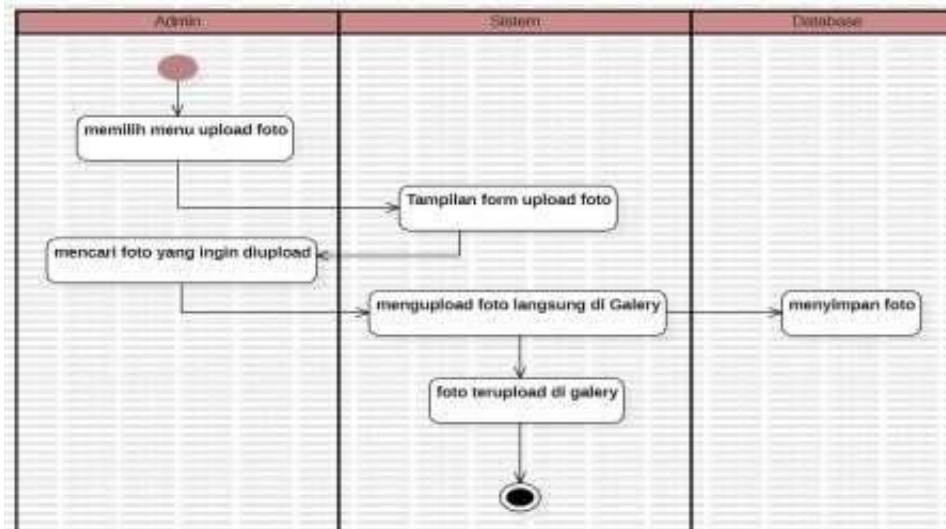 Admin
Sistem
Database
memilih menu upload foto
Tampilan form upload foto
mencari foto yang ingin diupload
mengupload foto langsung di Galery
menyimpan foto
foto terupload di galery